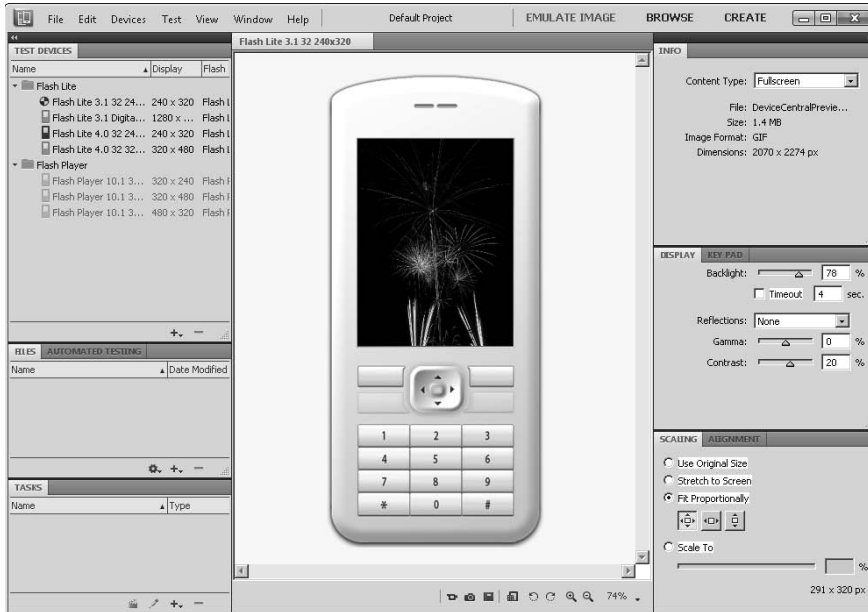 File Edit Devices Test View Window Help Default Project EMULATE IMAGE BROWSE CREATE
TEST DEVICES
Name Display Flash
Flash Lite
Flash Lite 3.1 32 24... 240 x 320 Flash L
Flash Lite 3.1 Digita... 1280 x ... Flash L
Flash Lite 4.0 32 24... 240 x 320 Flash L
Flash Lite 4.0 32 32... 320 x 480 Flash L
Flash Player
Flash Player 10.1 3... 320 x 240 Flash P
Flash Player 10.1 3... 320 x 480 Flash P
Flash Player 10.1 3... 480 x 320 Flash P
FILES AUTOMATED TESTING
Name Date Modified
TASKS
Name Type
Flash Lite 3.1 32 240x320
1 2 3
4 5 6
7 8 9
* 0 #
74%
INFO
Content Type: Fullscreen
File: DeviceCentralPrevie...
Size: 1.4 MB
Image Format: GIF
Dimensions: 2070 x 2274 px
DISPLAY KEY PAD
Backlight: 78 %
Timeout 4 sec.
Reflections: None
Gamma: 0 %
Contrast: 20 %
SCALING ALIGNMENT
Use Original Size
Stretch to Screen
Fit Proportionally
Scale To
%
291 x 320 px